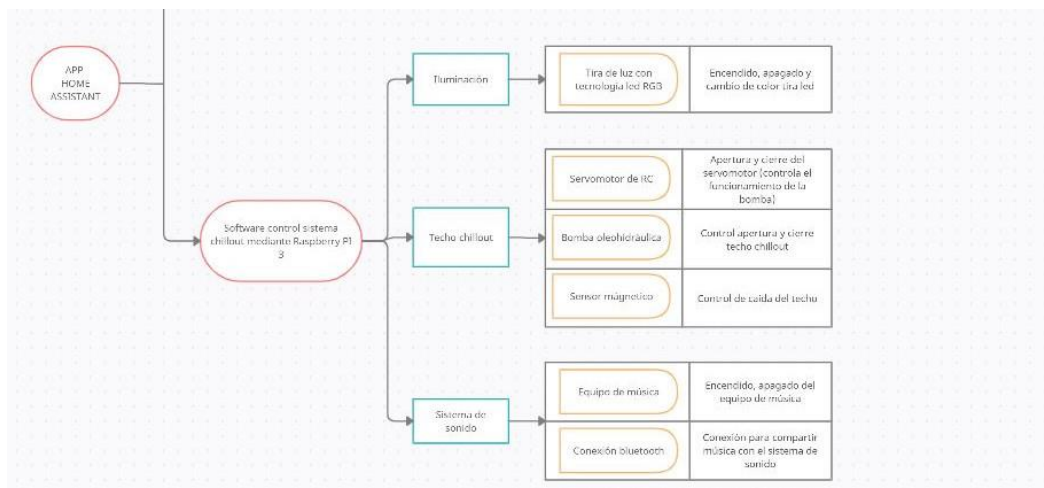 APP
HOME
ASSISTANT
Software control sistema
chillout mediante Raspberry PI
3
Iluminación
Tira de luz con
tecnología led RGB
Encendido, apagado y
cambio de color tira led
Techo chillout
Servomotor de RC
Apertura y cierre del
servomotor (controla el
funcionamiento de la
bomba)
Bomba oleohidráulica
Control apertura y cierre
techo chillout
Sensor mágnetico
Control de caida del techo
Sistema de
sonido
Equipo de música
Encendido, apagado del
equipo de música
Conexión bluetooth
Conexión para compartir
música con el sistema de
sonido